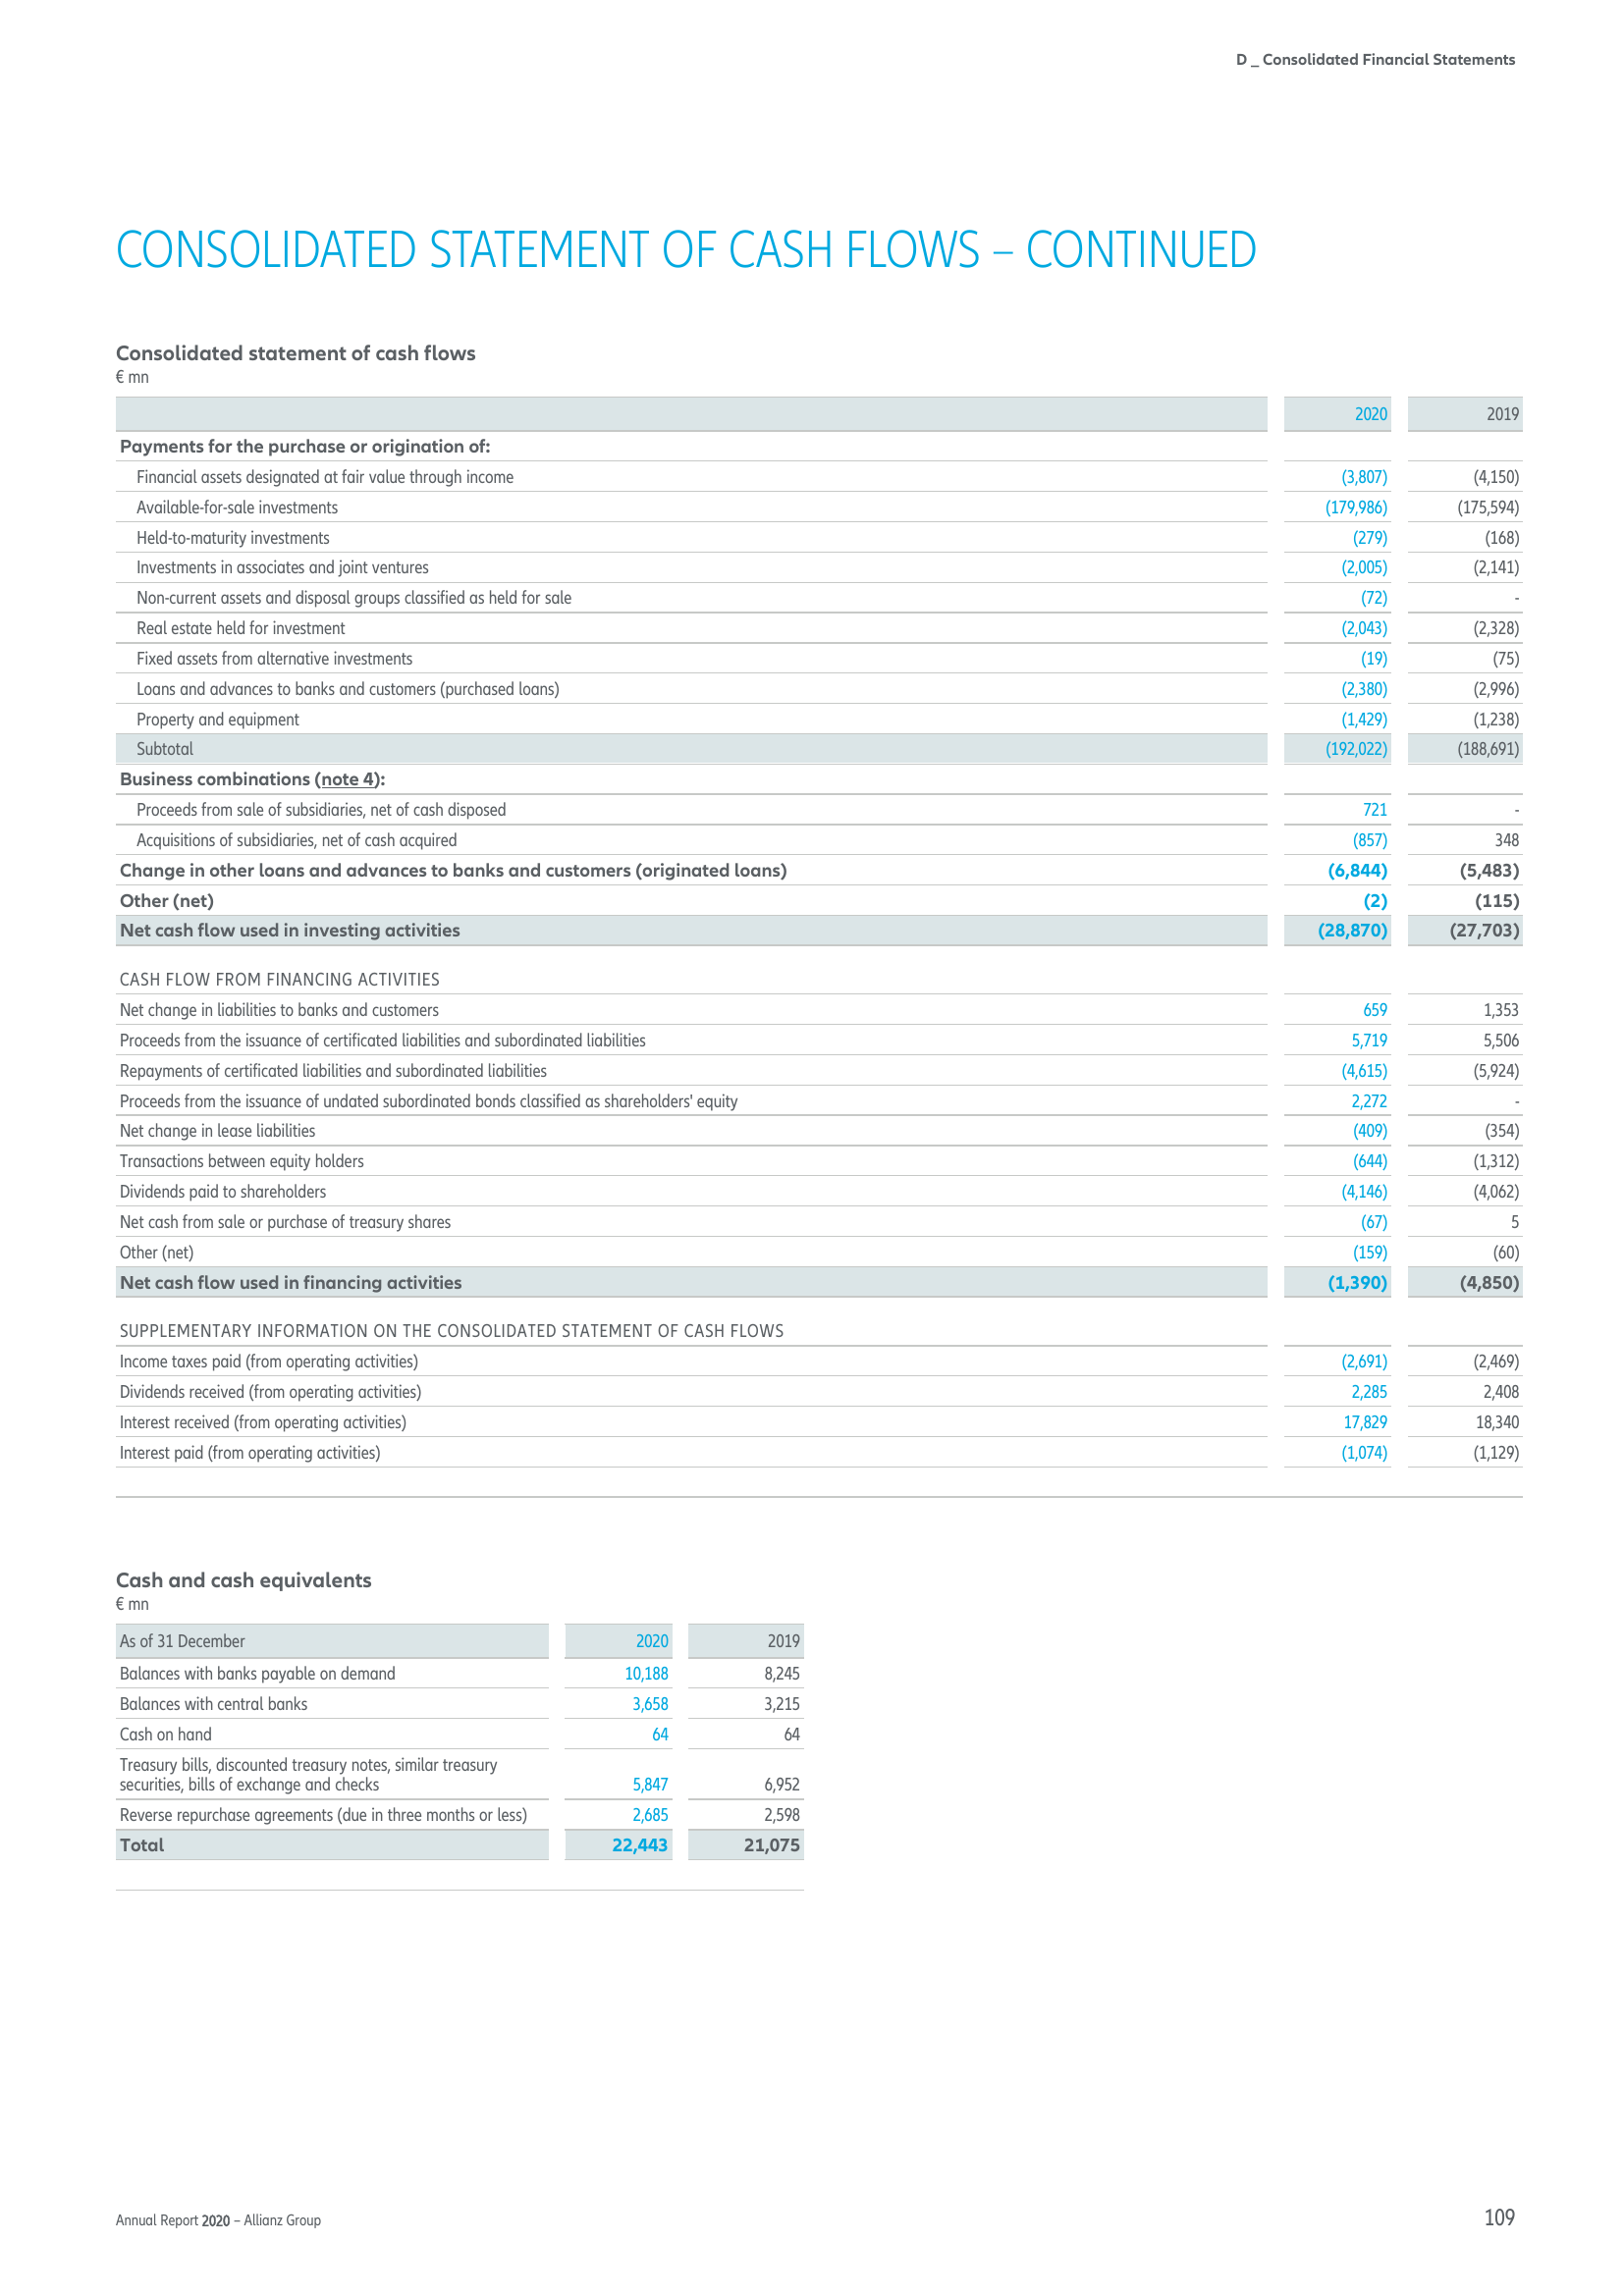 D _ Consolidated Financial Statements
CONSOLIDATED STATEMENT OF CASH FLOWS – CONTINUED
Consolidated statement of cash flows
€ mn
2020 2019
Payments for the purchase or origination of:
Financial assets designated at fair value through income (3,807) (4,150)
Available-for-sale investments (179,986) (175,594)
Held-to-maturity investments (279) (168)
Investments in associates and joint ventures (2,005) (2,141)
Non-current assets and disposal groups classified as held for sale (72) -
Real estate held for investment (2,043) (2,328)
Fixed assets from alternative investments (19) (75)
Loans and advances to banks and customers (purchased loans) (2,380) (2,996)
Property and equipment (1,429) (1,238)
Subtotal (192,022) (188,691)
Business combinations (note 4):
Proceeds from sale of subsidiaries, net of cash disposed 721 -
Acquisitions of subsidiaries, net of cash acquired (857) 348
Change in other loans and advances to banks and customers (originated loans) (6,844) (5,483)
Other (net) (2) (115)
Net cash flow used in investing activities (28,870) (27,703)
CASH FLOW FROM FINANCING ACTIVITIES
Net change in liabilities to banks and customers 659 1,353
Proceeds from the issuance of certificated liabilities and subordinated liabilities 5,719 5,506
Repayments of certificated liabilities and subordinated liabilities (4,615) (5,924)
Proceeds from the issuance of undated subordinated bonds classified as shareholders' equity 2,272 -
Net change in lease liabilities (409) (354)
Transactions between equity holders (644) (1,312)
Dividends paid to shareholders (4,146) (4,062)
Net cash from sale or purchase of treasury shares (67) 5
Other (net) (159) (60)
Net cash flow used in financing activities (1,390) (4,850)
SUPPLEMENTARY INFORMATION ON THE CONSOLIDATED STATEMENT OF CASH FLOWS
Income taxes paid (from operating activities) (2,691) (2,469)
Dividends received (from operating activities) 2,285 2,408
Interest received (from operating activities) 17,829 18,340
Interest paid (from operating activities) (1,074) (1,129)
Cash and cash equivalents
€ mn
As of 31 December 2020 2019
Balances with banks payable on demand 10,188 8,245
Balances with central banks 3,658 3,215
Cash on hand 64 64
Treasury bills, discounted treasury notes, similar treasury
securities, bills of exchange and checks 5,847 6,952
Reverse repurchase agreements (due in three months or less) 2,685 2,598
Total 22,443 21,075
Annual Report 2020 – Allianz Group
109